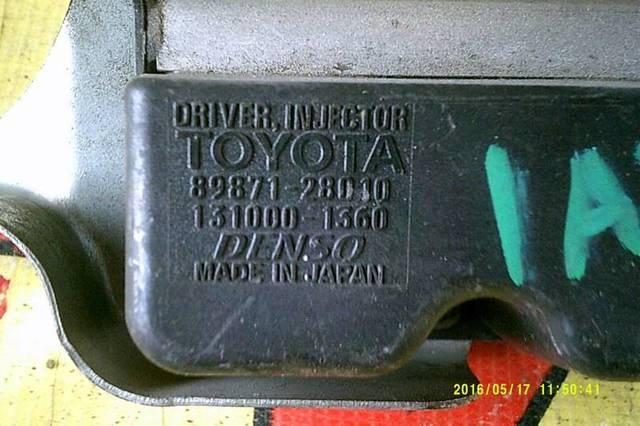 DRIVER, INJECTOR
TOYOTA
89871-28010
131000-1360
DENSO
MADE IN JAPAN
1A
2016/05/17 11:50:41